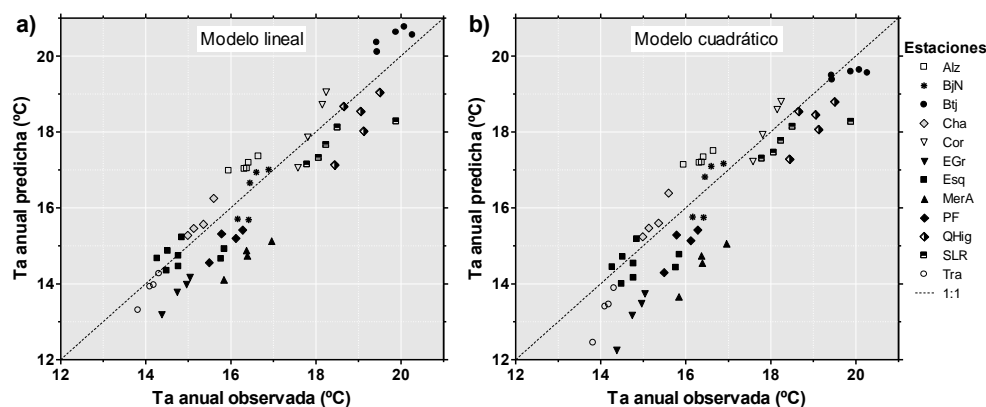 a)
Modelo lineal
Ta anual predicha (ºC)
20
18
16
14
12
12 14 16 18 20
Ta anual observada (ºC)
b)
Modelo cuadrático
Ta anual predicha (ºC)
20
18
16
14
12
12 14 16 18 20
Ta anual observada (ºC)
Estaciones
Alz
BjN
Btj
Cha
Cor
EGr
Esq
MerA
PF
QHig
SLR
Tra
1:1